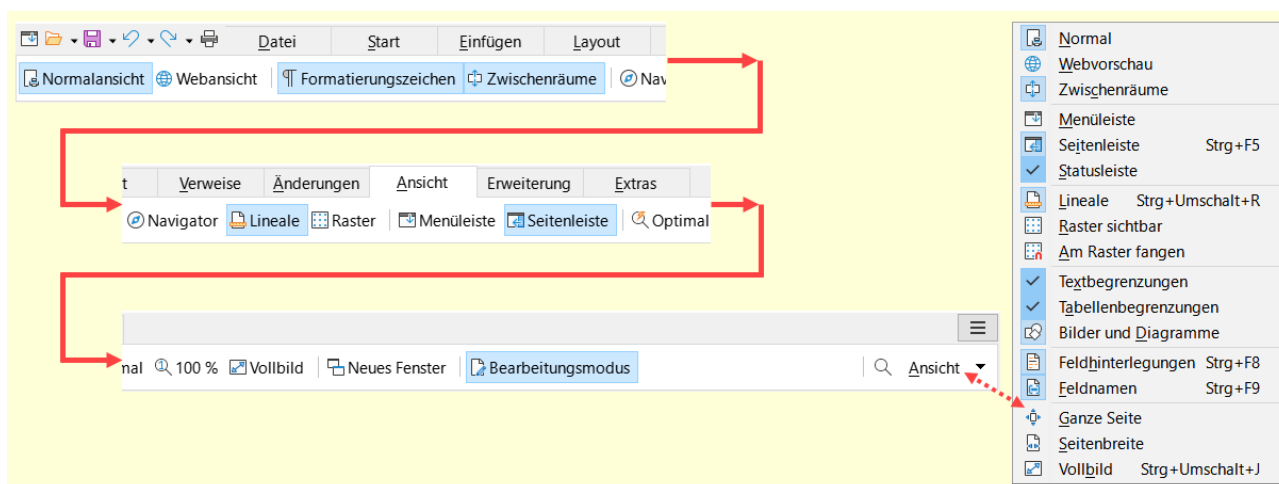 Datei Start Einfügen Layout
Normalansicht Webansicht Formatierungszeichen Zwischenräume Nav
t Verweise Änderungen Ansicht Erweiterung Extras
Navigator Lineale Raster Menüleiste Seitenleiste Optimal
mal 100 % Vollbild Neues Fenster Bearbeitungsmodus Ansicht
Normal
Webvorschau
Zwischenräume
Menüleiste
Seitenleiste Strg+F5
Statusleiste
Lineale Strg+Umschalt+R
Raster sichtbar
Am Raster fangen
Textbegrenzungen
Tabellenbegrenzungen
Bilder und Diagramme
Feldhinterlegungen Strg+F8
Feldnamen Strg+F9
Ganze Seite
Seitenbreite
Vollbild Strg+Umschalt+J